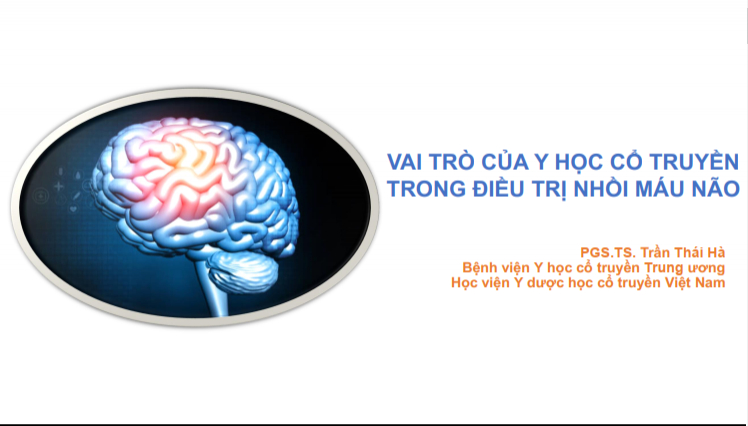 VAI TRÒ CỦA Y HỌC CỔ TRUYỀN
TRONG ĐIỀU TRỊ NHỒI MÁU NÃO
PGS.TS. Trần Thái Hà
Bệnh viện Y học cổ truyền Trung ương
Học viện Y dược học cổ truyền Việt Nam